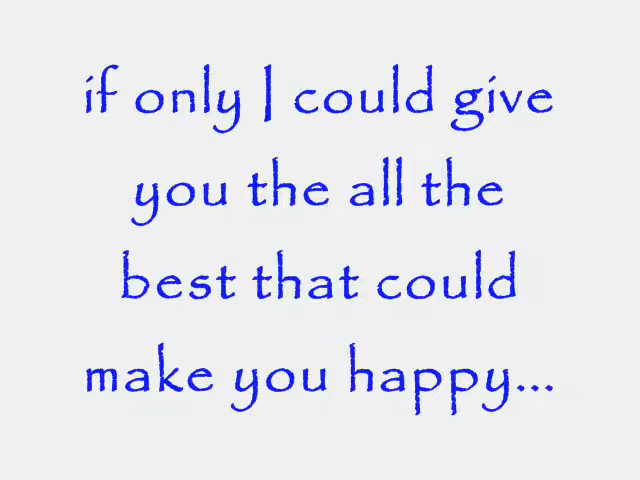 if only I could give
you the all the
best that could
make you happy...